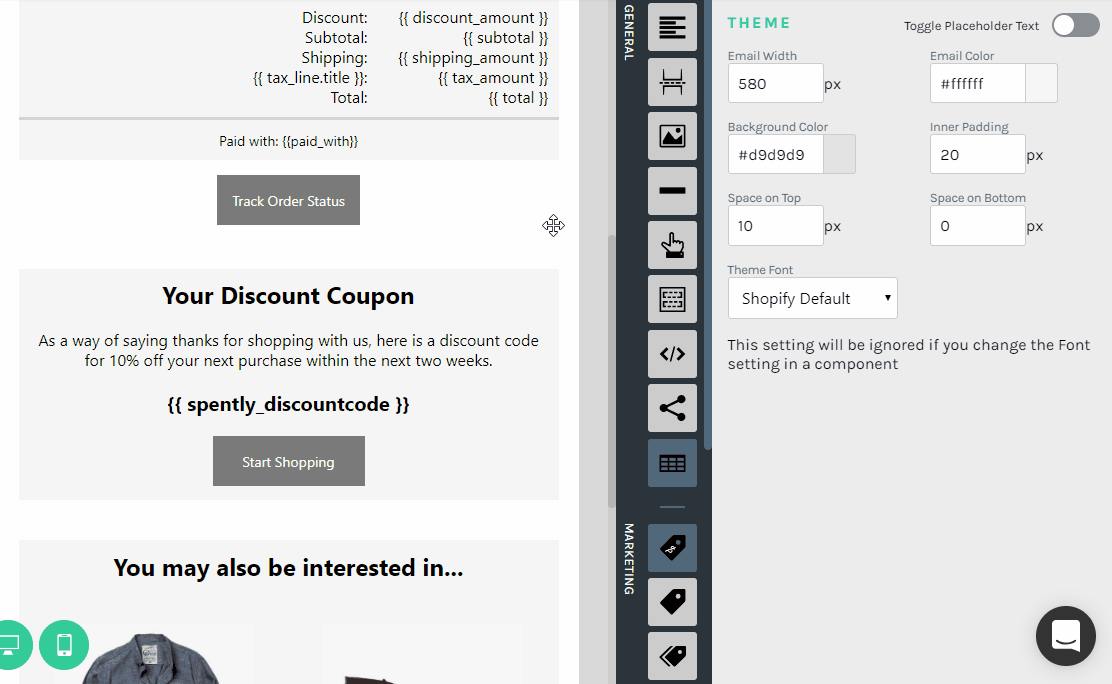 Discount: {{ discount_amount }}
Subtotal: {{ subtotal }}
Shipping: {{ shipping_amount }}
{{ tax_line.title }}: {{ tax_amount }}
Total: {{ total }}
Paid with: {{paid_with}}
Track Order Status
Your Discount Coupon
As a way of saying thanks for shopping with us, here is a discount code
for 10% off your next purchase within the next two weeks.
{{ spently_discountcode }}
Start Shopping
You may also be interested in...
GENERAL
MARKETING
THEME
Toggle Placeholder Text
Email Width
580 px
Email Color
#ffffff
Background Color
#d9d9d9
Inner Padding
20 px
Space on Top
10 px
Space on Bottom
0 px
Theme Font
Shopify Default
This setting will be ignored if you change the Font
setting in a component